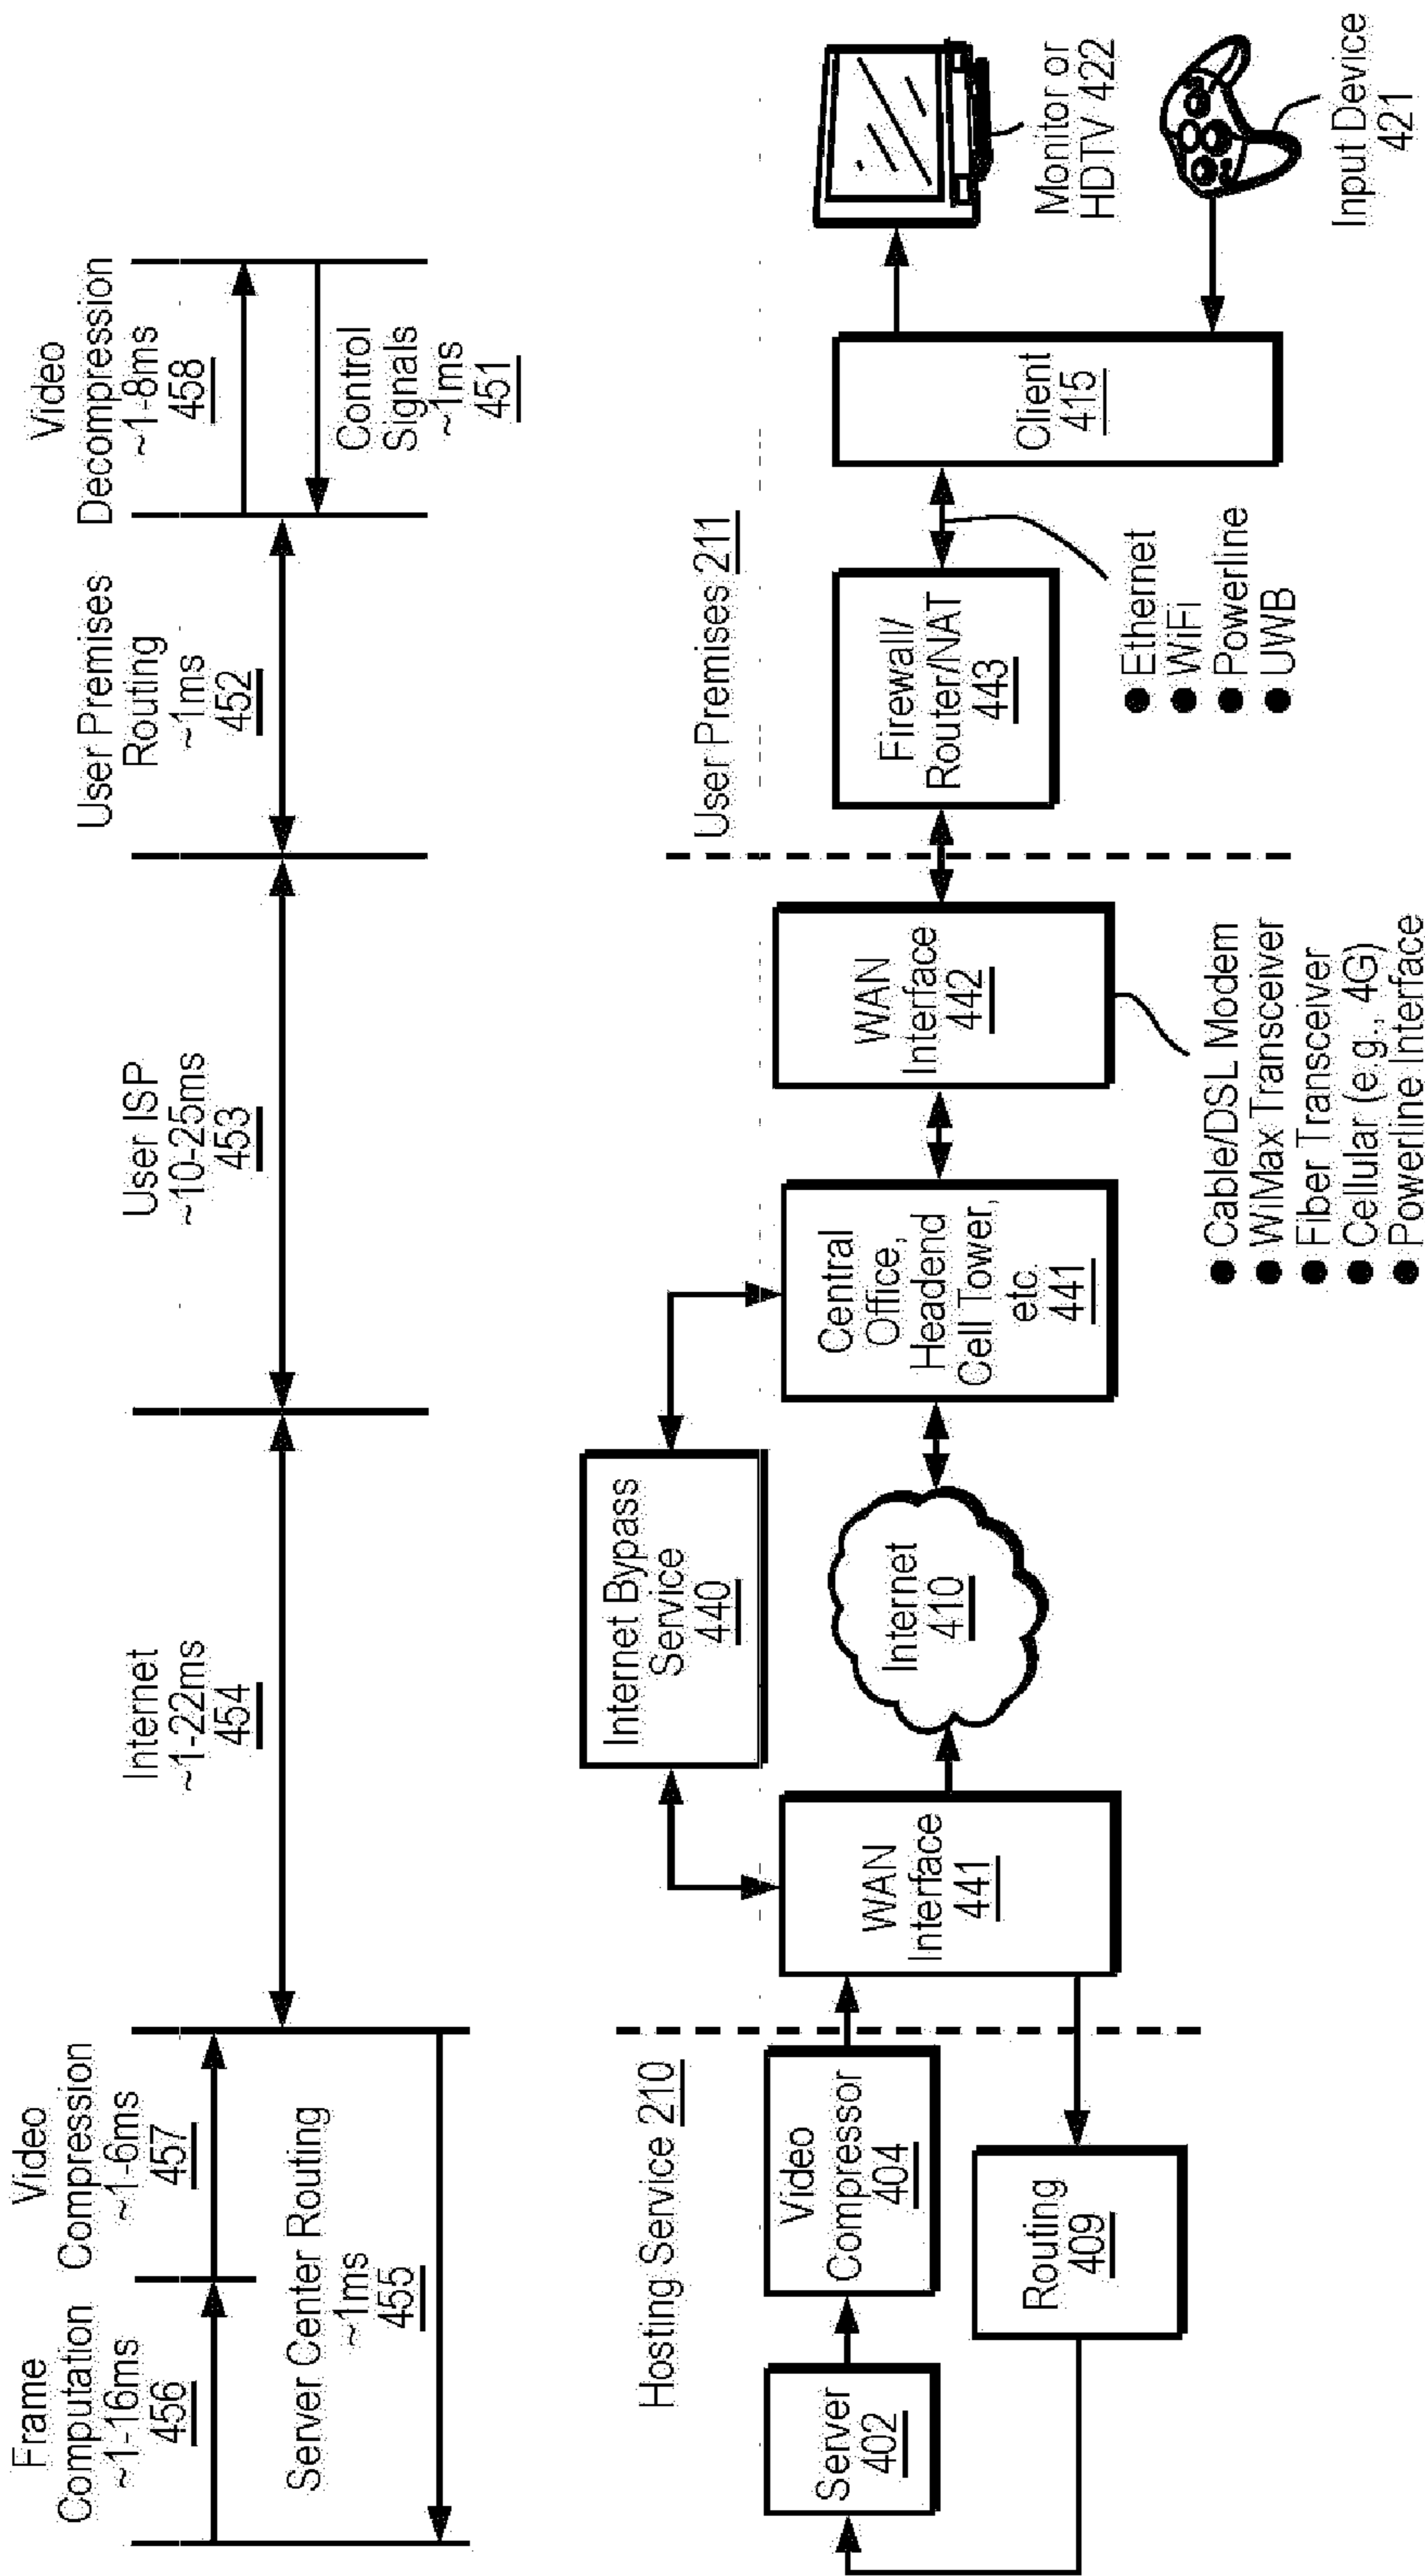 Frame
Computation
~1-16ms
456
Video
Compression
~1-6ms
457
Server Center Routing
~1ms
455
Internet
~1-22ms
454
User ISP
~10-25ms
453
User Premises
Routing
~1ms
452
Video
Decompression
~1-8ms
458
Control
Signals
~1ms
451
Hosting Service 210
Server
402
Video
Compressor
404
Routing
409
WAN
Interface
441
Internet Bypass
Service
440
Internet
410
Central
Office,
Headend
Cell Tower,
etc.
441
WAN
Interface
442
● Cable/DSL Modem
● WiMax Transceiver
● Fiber Transceiver
● Cellular (e.g., 4G)
● Powerline Interface
User Premises 211
Firewall/
Router/NAT
443
● Ethernet
● WiFi
● Powerline
● UWB
Client
415
Monitor or
HDTV 422
Input Device
421